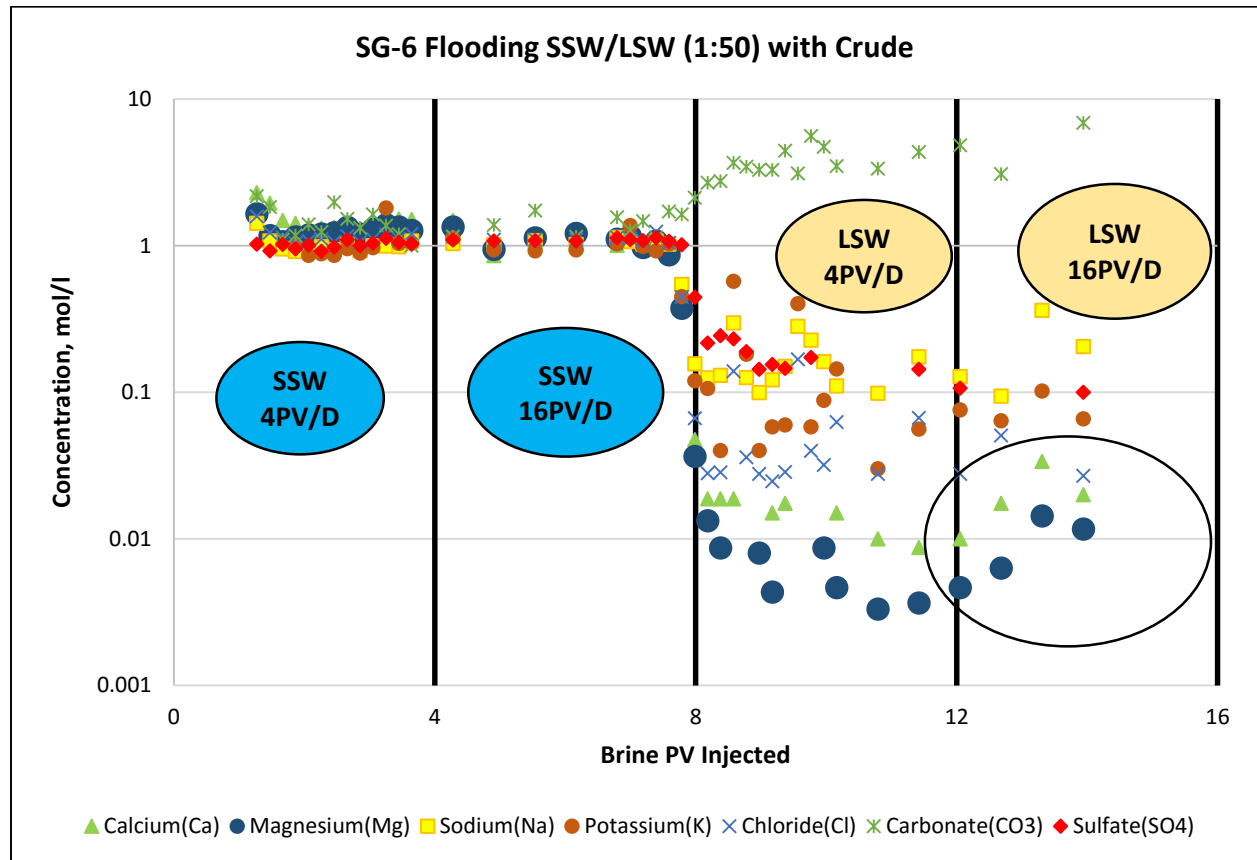 SG-6 Flooding SSW/LSW (1:50) with Crude
10
1
0.1
0.01
0.001
Concentration, mol/l
SSW
4PV/D
SSW
16PV/D
LSW
4PV/D
LSW
16PV/D
0 4 8 12 16
Brine PV Injected
Calcium(Ca) Magnesium(Mg) Sodium(Na) Potassium(K) Chloride(Cl) Carbonate(CO3) Sulfate(SO4)